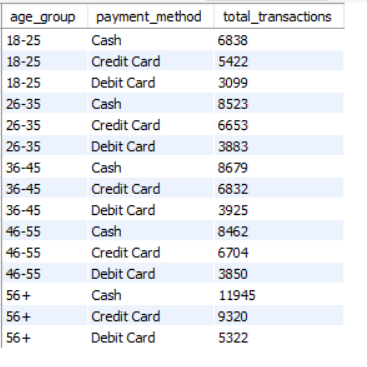 age_group payment_method total_transactions
18-25 Cash 6838
18-25 Credit Card 5422
18-25 Debit Card 3099
26-35 Cash 8523
26-35 Credit Card 6653
26-35 Debit Card 3883
36-45 Cash 8679
36-45 Credit Card 6832
36-45 Debit Card 3925
46-55 Cash 8462
46-55 Credit Card 6704
46-55 Debit Card 3850
56+ Cash 11945
56+ Credit Card 9320
56+ Debit Card 5322